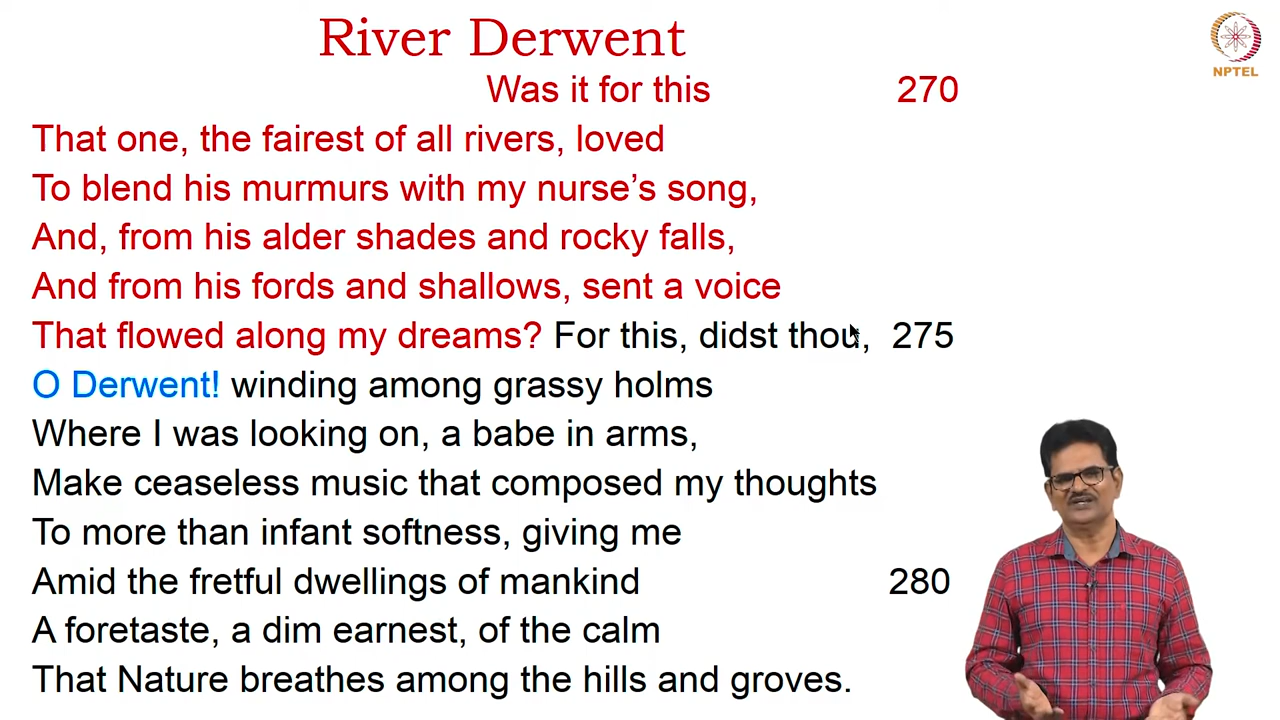 River Derwent
NPTEL
Was it for this 270
That one, the fairest of all rivers, loved
To blend his murmurs with my nurse’s song,
And, from his alder shades and rocky falls,
And from his fords and shallows, sent a voice
That flowed along my dreams? For this, didst thou, 275
O Derwent! winding among grassy holms
Where I was looking on, a babe in arms,
Make ceaseless music that composed my thoughts
To more than infant softness, giving me
Amid the fretful dwellings of mankind 280
A foretaste, a dim earnest, of the calm
That Nature breathes among the hills and groves.